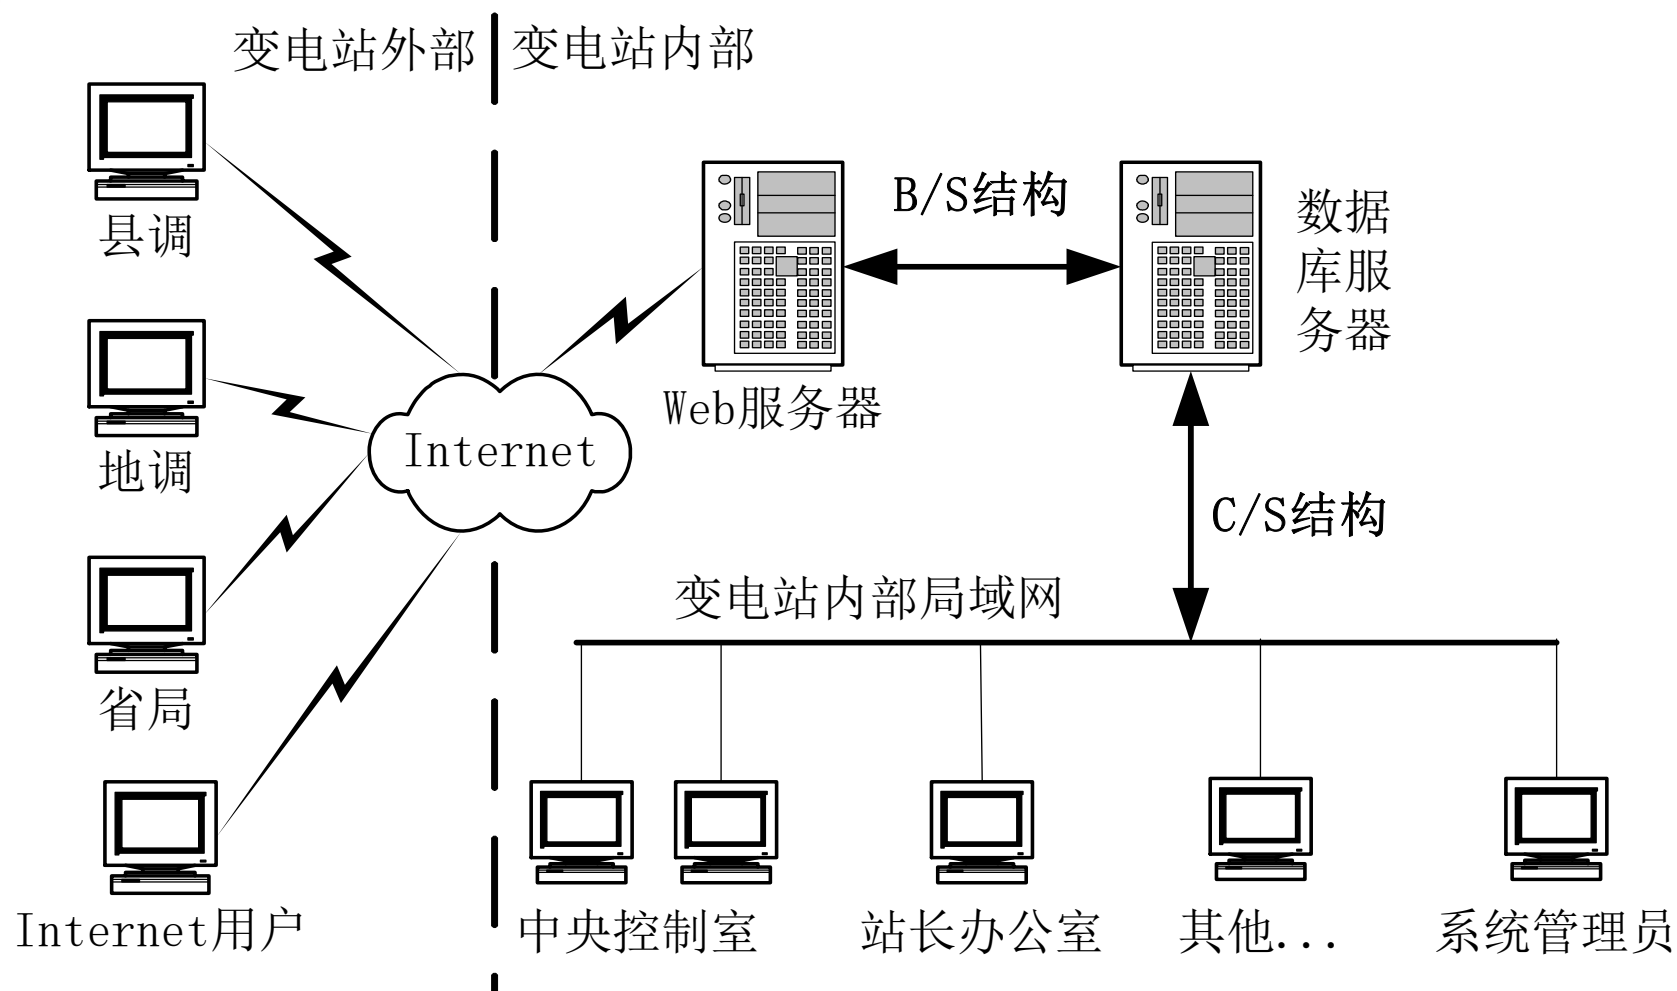 变电站外部
变电站内部
县调
地调
省局
Internet用户
Internet
Web服务器
B/S结构
数据
库服
务器
C/S结构
变电站内部局域网
中央控制室
站长办公室
其他...
系统管理员